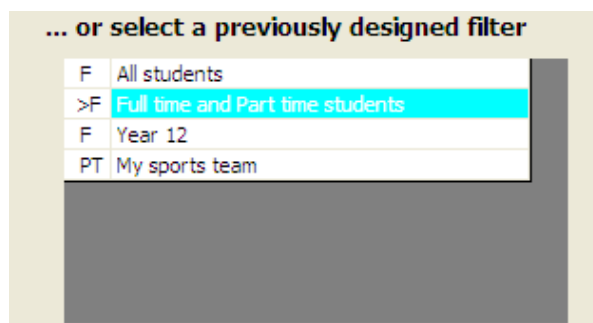 ... or select a previously designed filter
F All students
>F Full time and Part time students
F Year 12
PT My sports team